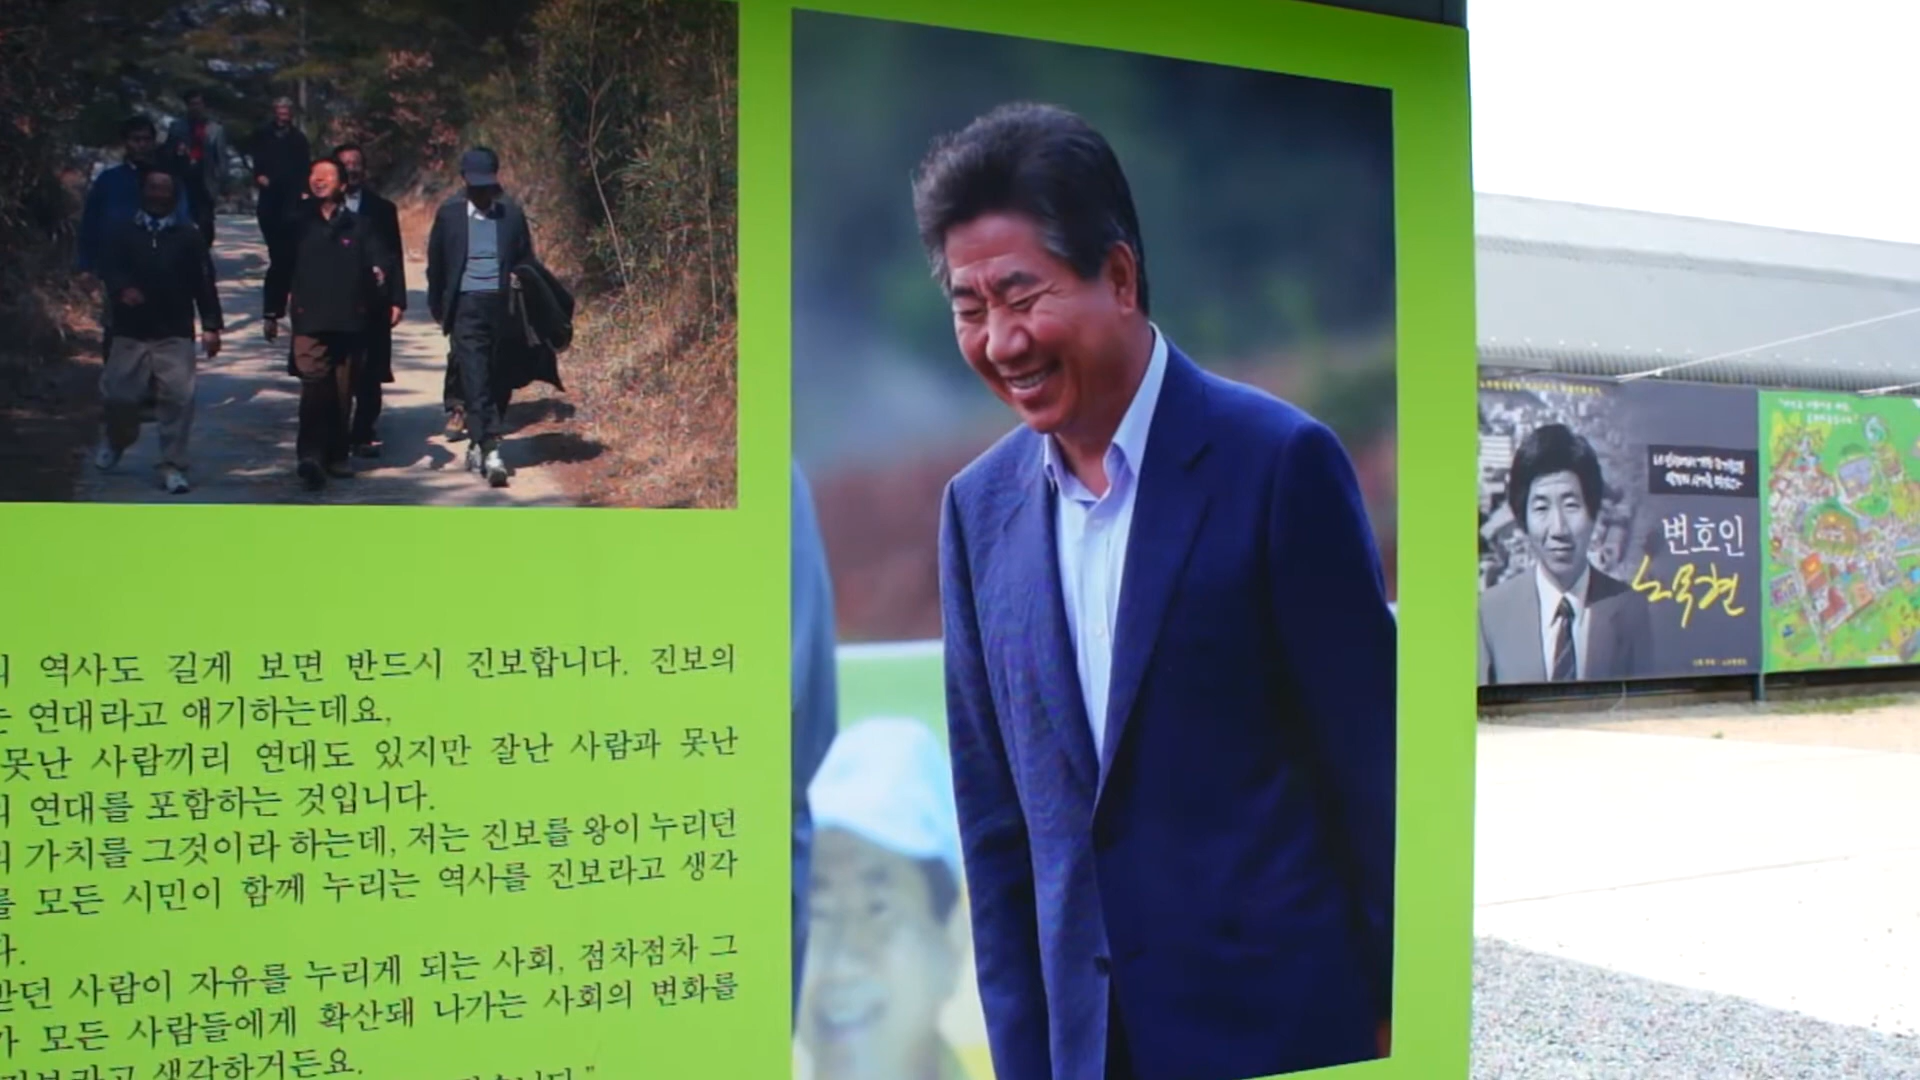 역사도 길게 보면 반드시 진보합니다. 진보의
연대라고 얘기하는데요,
못난 사람끼리 연대도 있지만 잘난 사람과 못난
연대를 포함하는 것입니다.
가치를 그것이라 하는데, 저는 진보를 왕이 누리던
를 모든 시민이 함께 누리는 역사를 진보라고 생각
다.
받던 사람이 자유를 누리게 되는 사회, 점차점차 그
가 모든 사람들에게 확산돼 나가는 사회의 변화를
진보라고 생각하거든요.
변호인
노무현